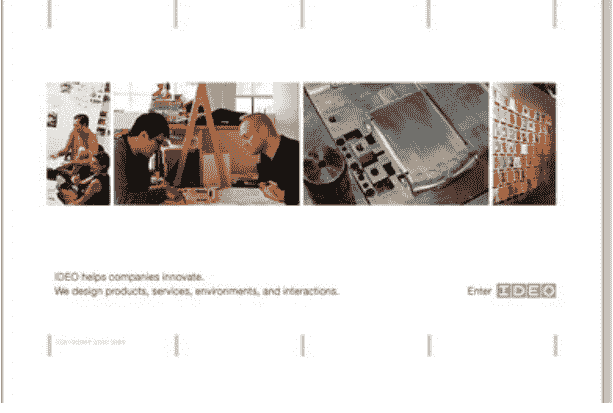 IDEO helps companies innovate.
We design products, services, environments, and interactions.
Enter IDEO